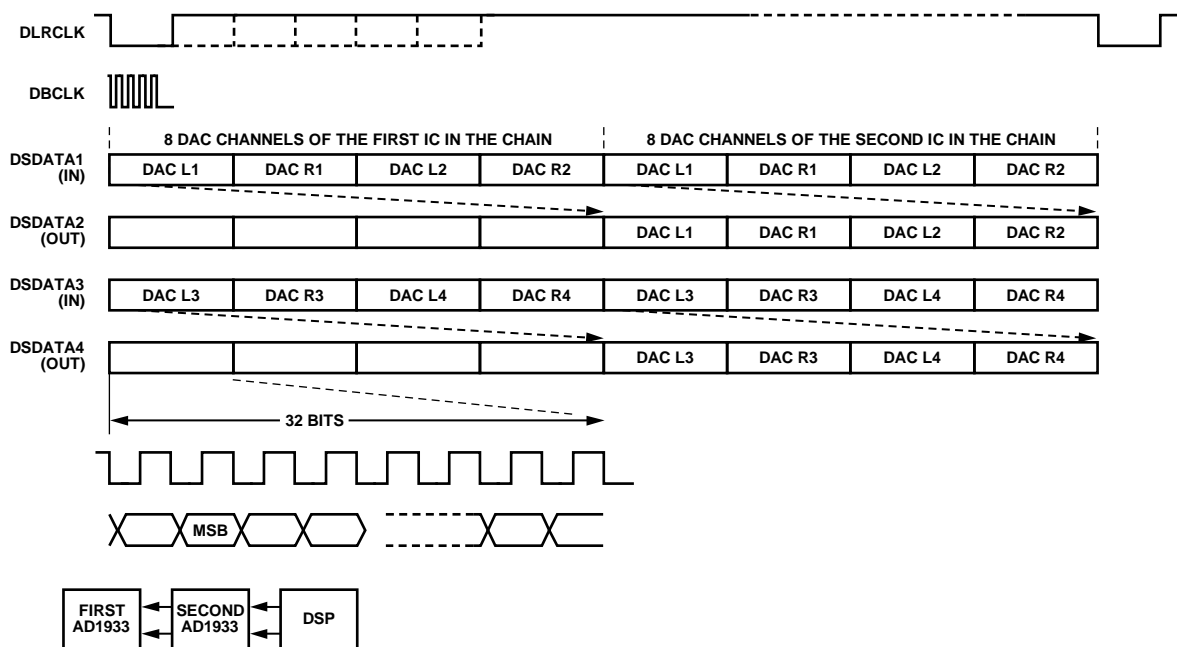 DLRCLK
DBCLK
8 DAC CHANNELS OF THE FIRST IC IN THE CHAIN 8 DAC CHANNELS OF THE SECOND IC IN THE CHAIN
DSDATA1
(IN)
DAC L1 DAC R1 DAC L2 DAC R2 DAC L1 DAC R1 DAC L2 DAC R2
DSDATA2
(OUT)
DAC L1 DAC R1 DAC L2 DAC R2
DSDATA3
(IN)
DAC L3 DAC R3 DAC L4 DAC R4 DAC L3 DAC R3 DAC L4 DAC R4
DSDATA4
(OUT)
DAC L3 DAC R3 DAC L4 DAC R4
32 BITS
MSB
FIRST
AD1933
SECOND
AD1933
DSP